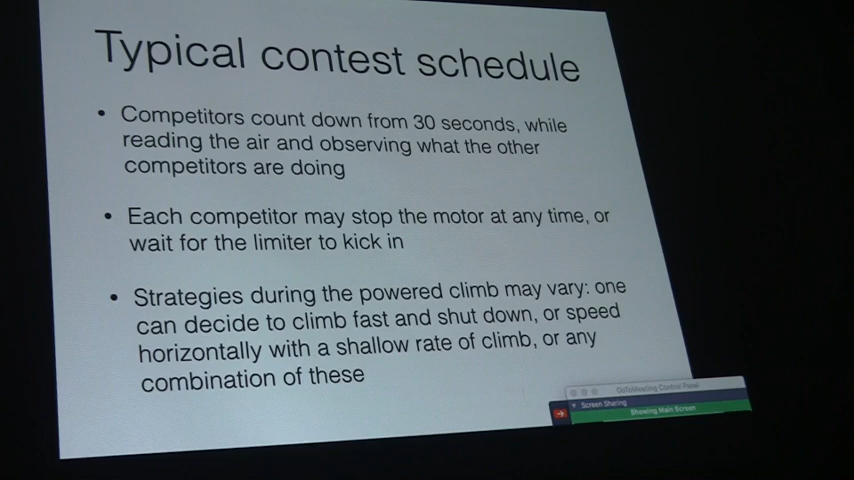 Typical contest schedule
• Competitors count down from 30 seconds, while
reading the air and observing what the other
competitors are doing
• Each competitor may stop the motor at any time, or
wait for the limiter to kick in
• Strategies during the powered climb may vary: one
can decide to climb fast and shut down, or speed
horizontally with a shallow rate of climb, or any
combination of these
GoToMeeting Control Panel
Screen Sharing
Showing Main Screen